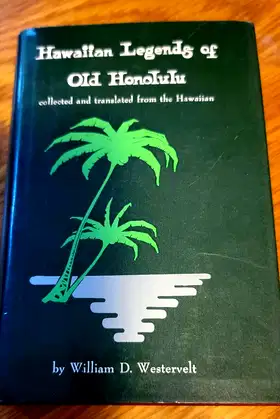 Hawaiian Legends of
Old Honolulu
collected and translated from the Hawaiian
by William D. Westervelt